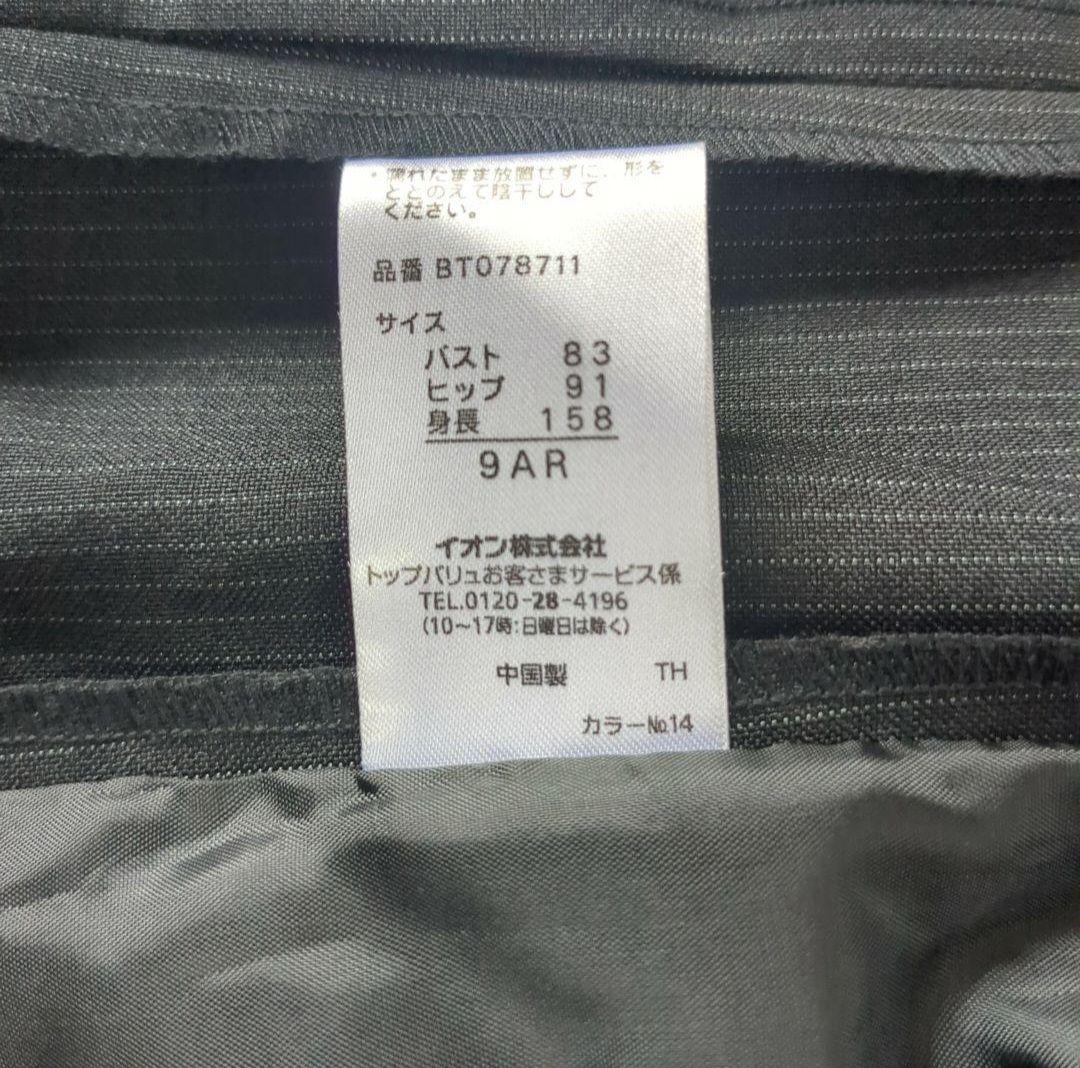 ・濡れたまま放置せずに、形を
ととのえて陰干しして
ください。
品番 BT078711
サイズ
バスト 83
ヒップ 91
身長 158
9AR
イオン株式会社
トップバリュお客さまサービス係
TEL.0120-28-4196
(10～17時:日曜日は除く)
中国製 TH
カラー№14